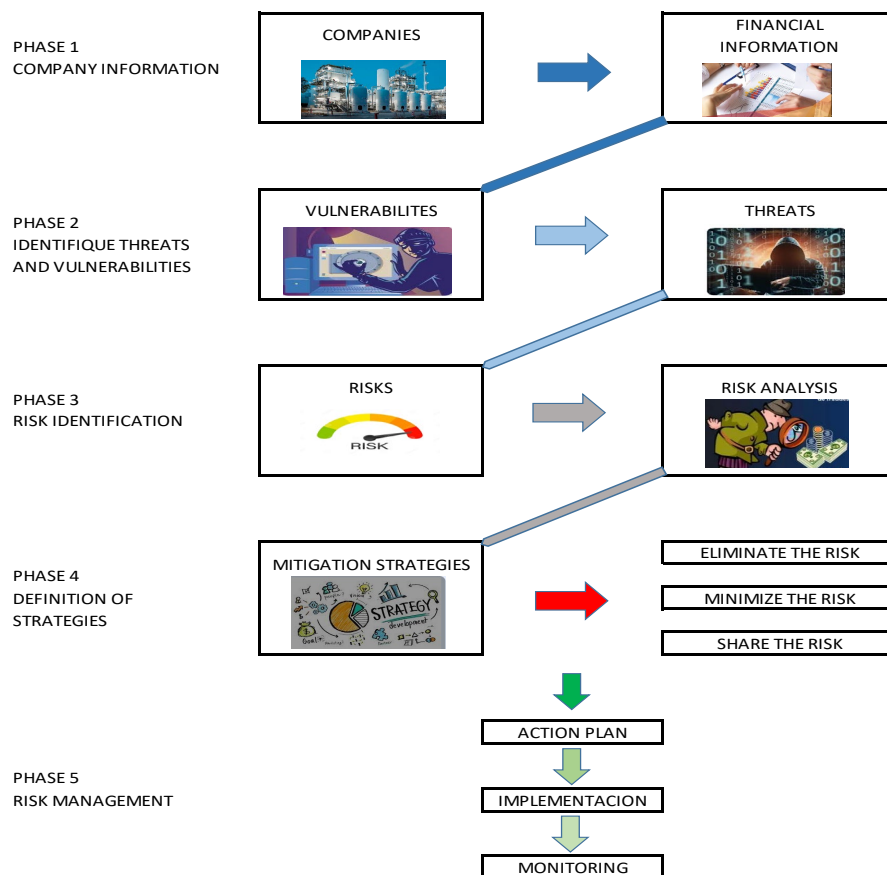 PHASE 1
COMPANY INFORMATION
COMPANIES
FINANCIAL
INFORMATION
PHASE 2
IDENTIFIQUE THREATS
AND VULNERABILITIES
VULNERABILITES
THREATS
PHASE 3
RISK IDENTIFICATION
RISKS
RISK
RISK ANALYSIS
PHASE 4
DEFINITION OF
STRATEGIES
MITIGATION STRATEGIES
STRATEGY
development
Goal
ELIMINATE THE RISK
MINIMIZE THE RISK
SHARE THE RISK
PHASE 5
RISK MANAGEMENT
ACTION PLAN
IMPLEMENTACION
MONITORING